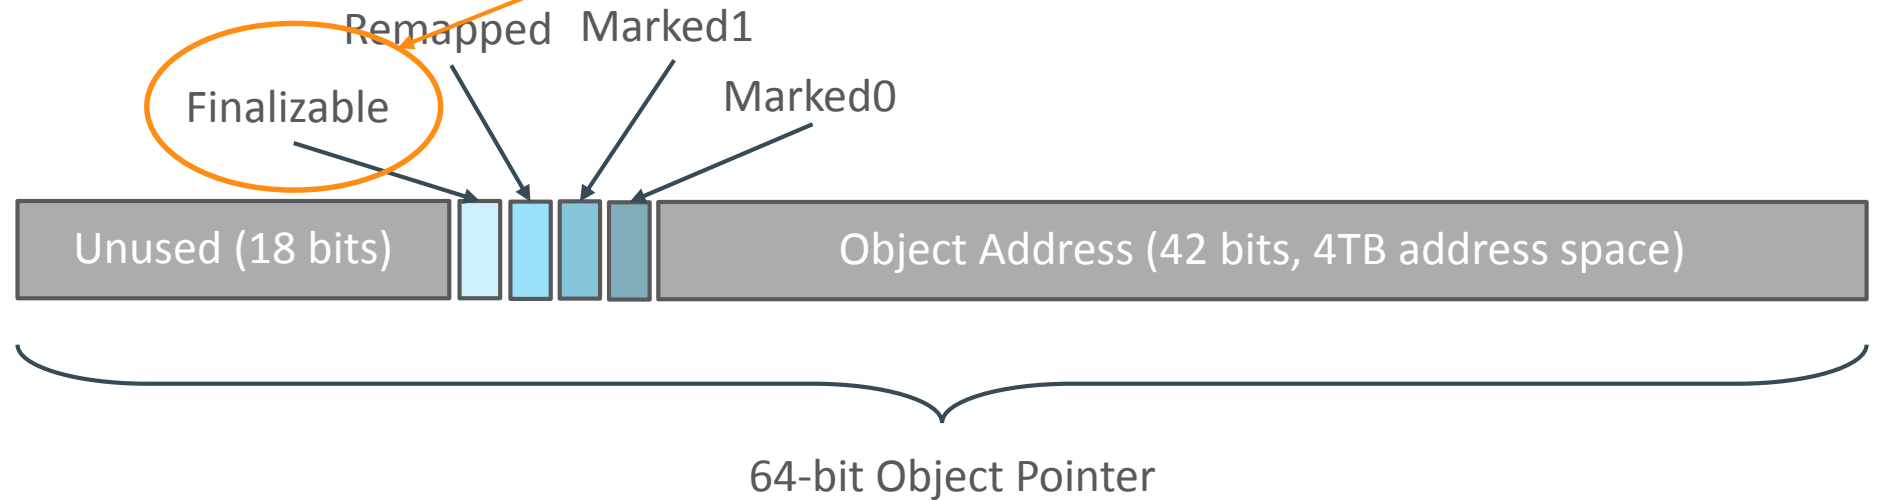 Remapped Marked1
Finalizable
Marked0
Unused (18 bits)
Object Address (42 bits, 4TB address space)
64-bit Object Pointer